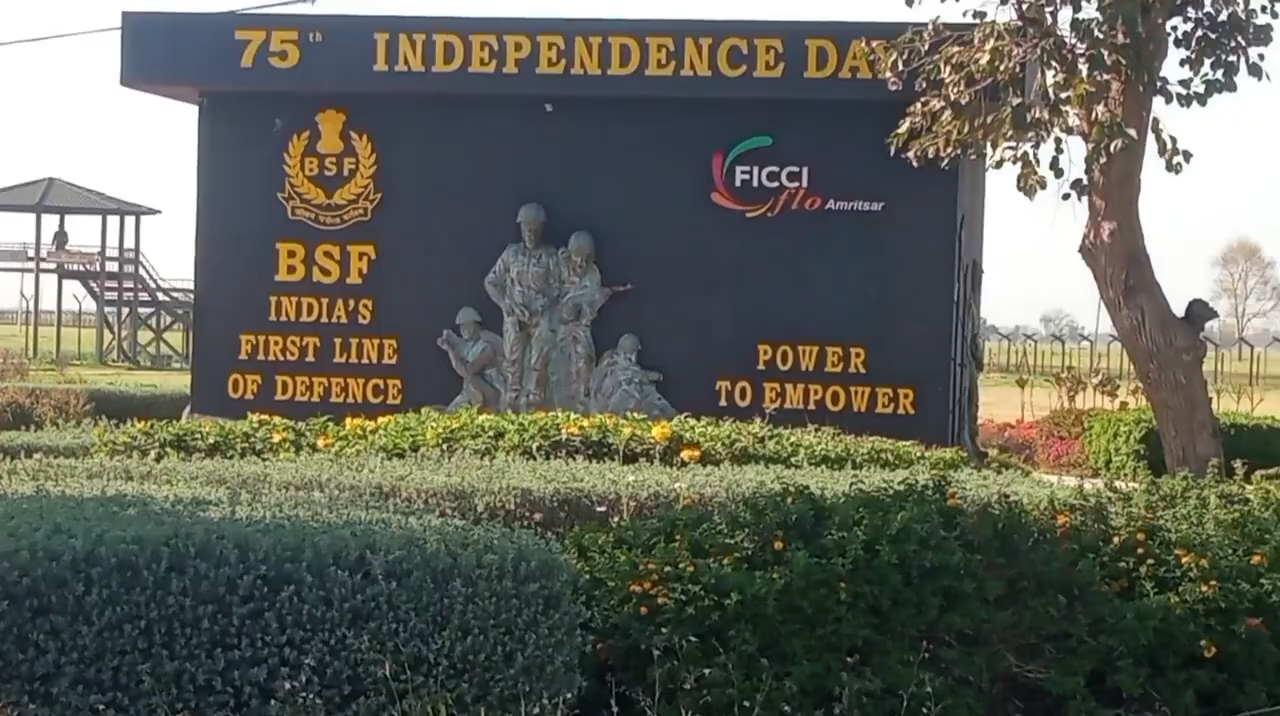 75th INDEPENDENCE DAY
BSF
BSF
INDIA'S
FIRST LINE
OF DEFENCE
FICCI
flo Amritsar
POWER
TO EMPOWER